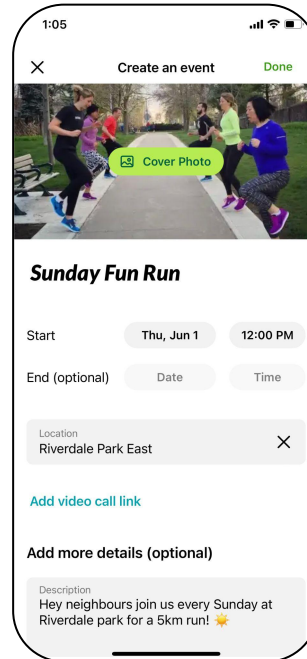 1:05
Create an event
Done
Cover Photo
Sunday Fun Run
Start Thu, Jun 1 12:00 PM
End (optional) Date Time
Location
Riverdale Park East
Add video call link
Add more details (optional)
Description
Hey neighbours join us every Sunday at
Riverdale park for a 5km run! ☀️